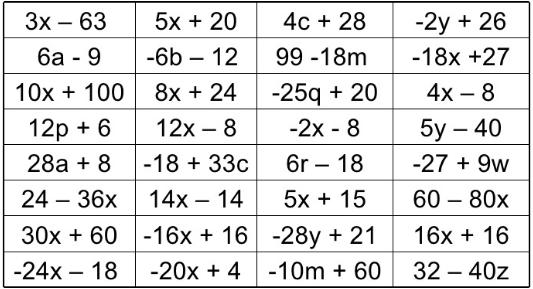 3x – 63 5x + 20 4c + 28 -2y + 26
6a - 9 -6b – 12 99 -18m -18x +27
10x + 100 8x + 24 -25q + 20 4x – 8
12p + 6 12x – 8 -2x - 8 5y – 40
28a + 8 -18 + 33c 6r – 18 -27 + 9w
24 – 36x 14x – 14 5x + 15 60 – 80x
30x + 60 -16x + 16 -28y + 21 16x + 16
-24x – 18 -20x + 4 -10m + 60 32 – 40z